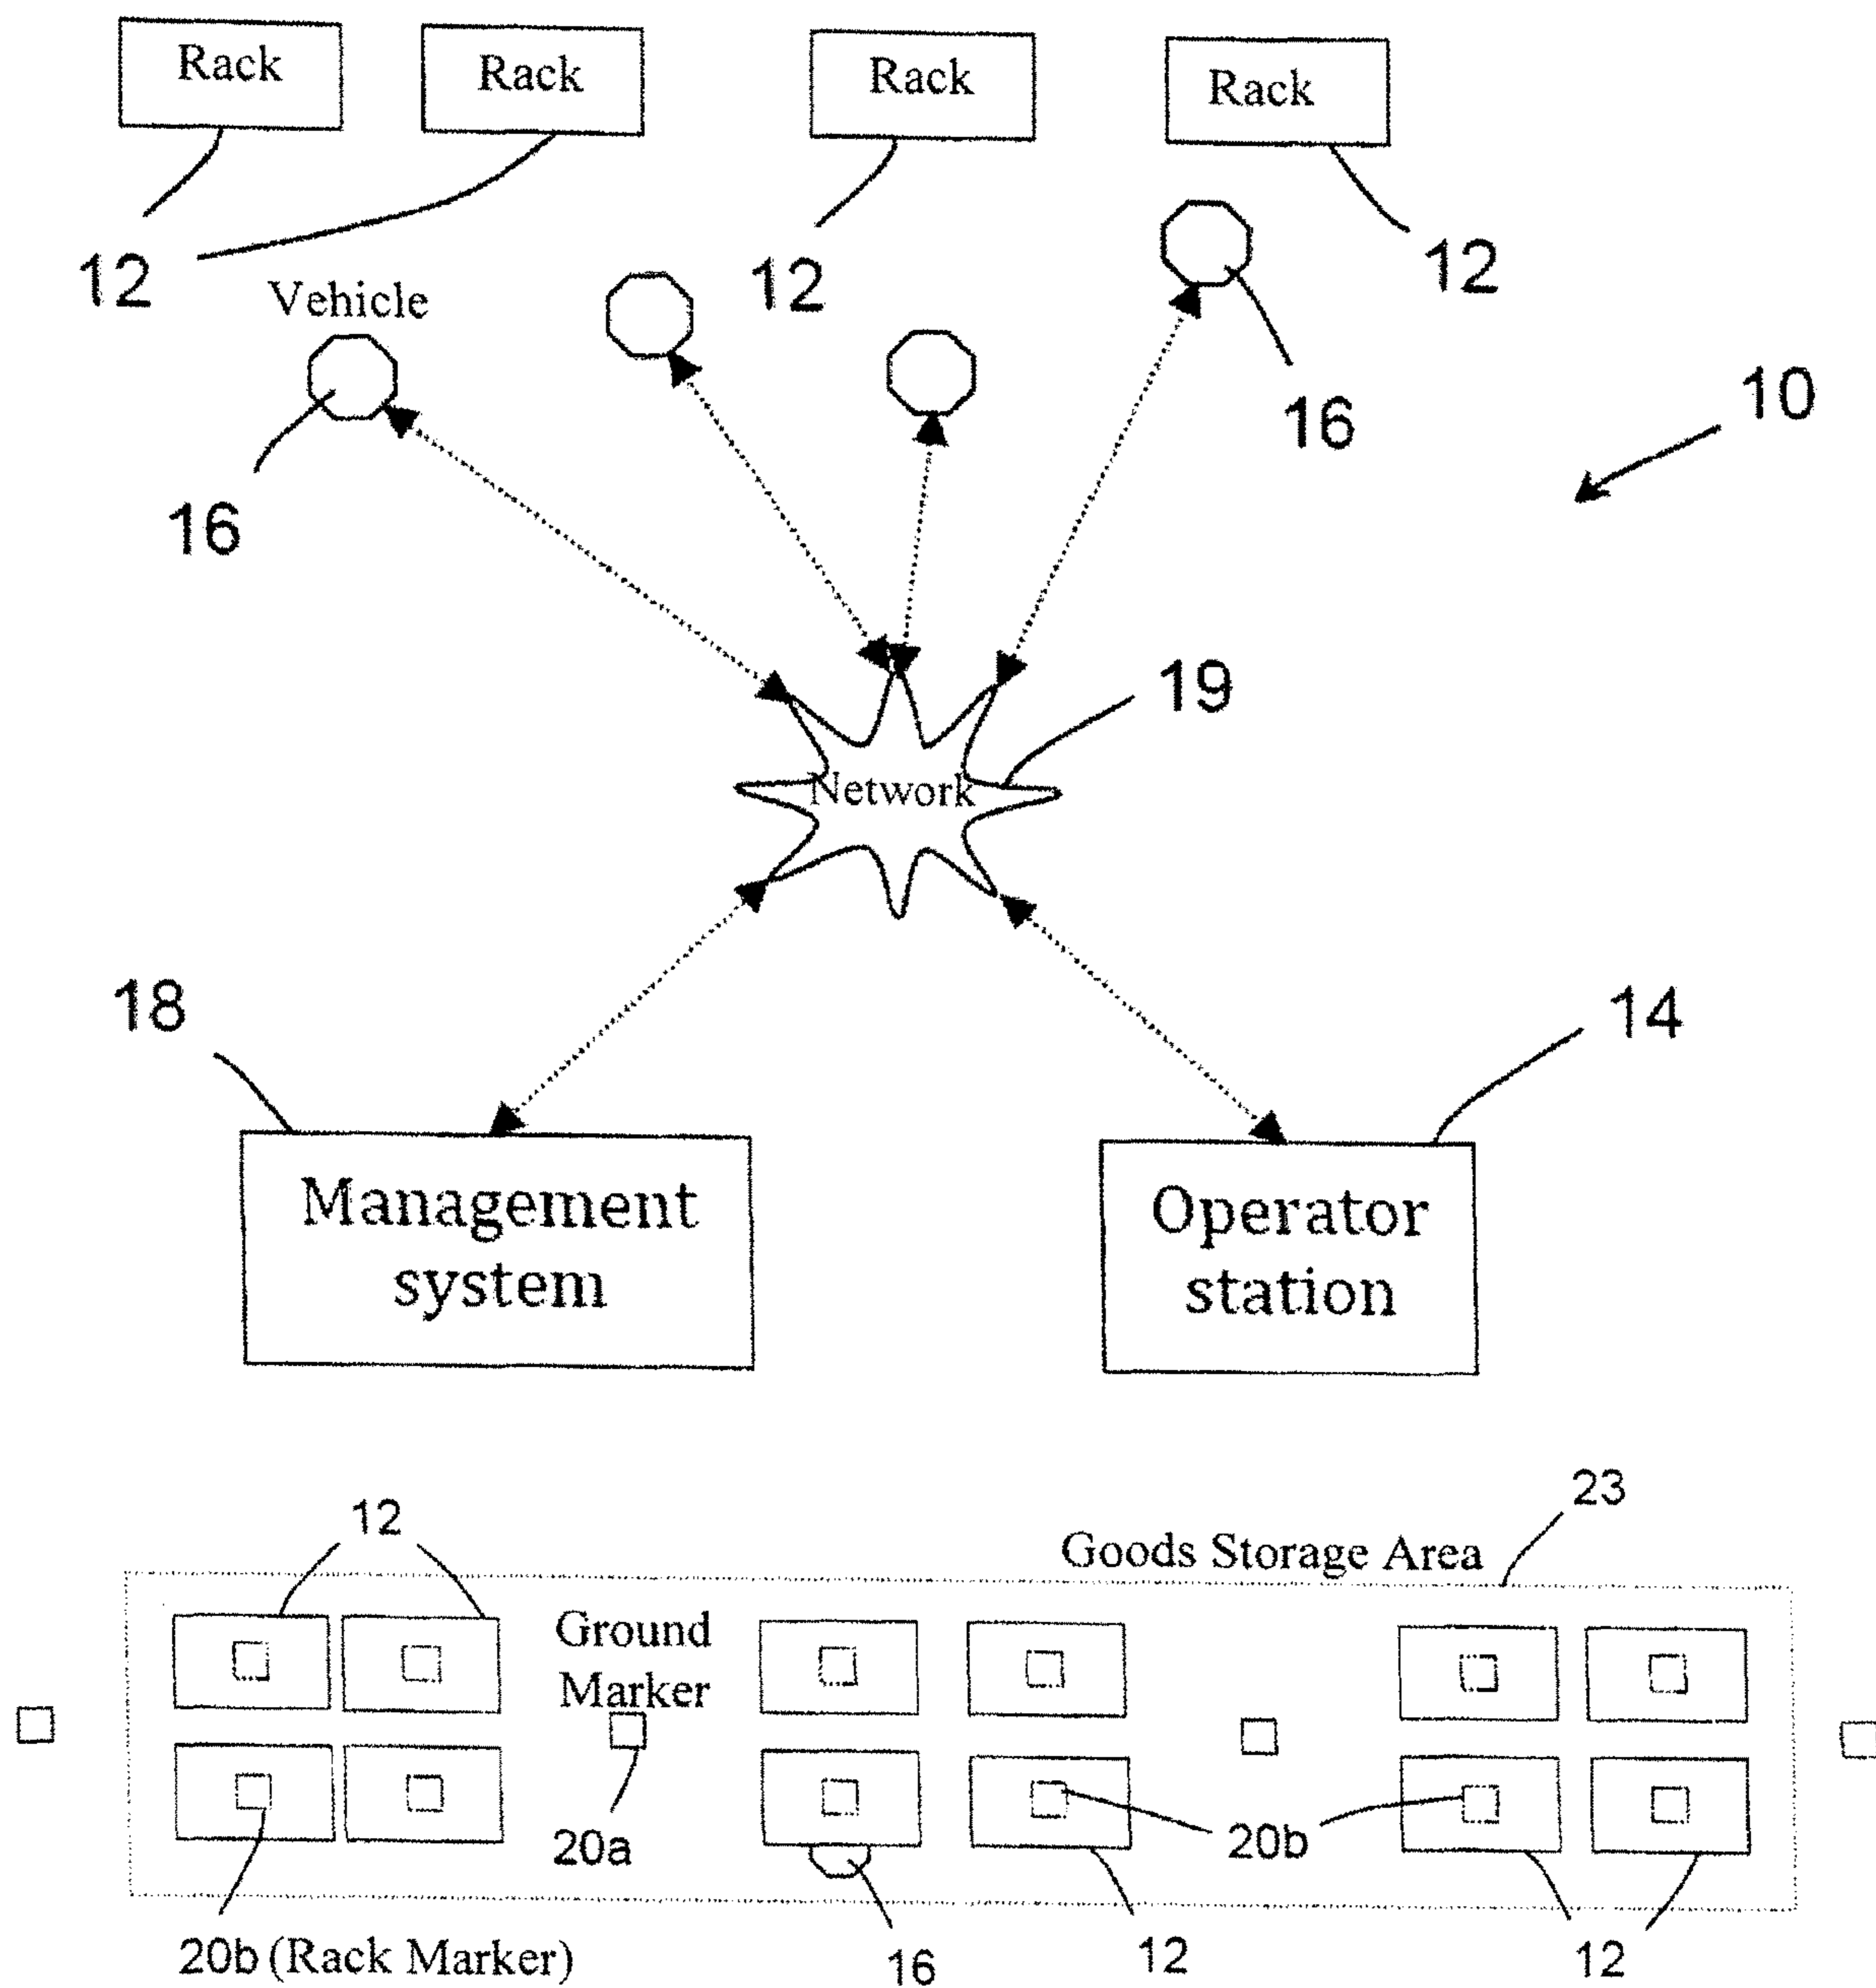 Rack
Rack
Rack
Rack
12
12
12
Vehicle
16
16
10
19
Network
18
14
Management
system
Operator
station
23
12
Goods Storage Area
Ground
Marker
20a
20b
20b (Rack Marker)
16
12
12